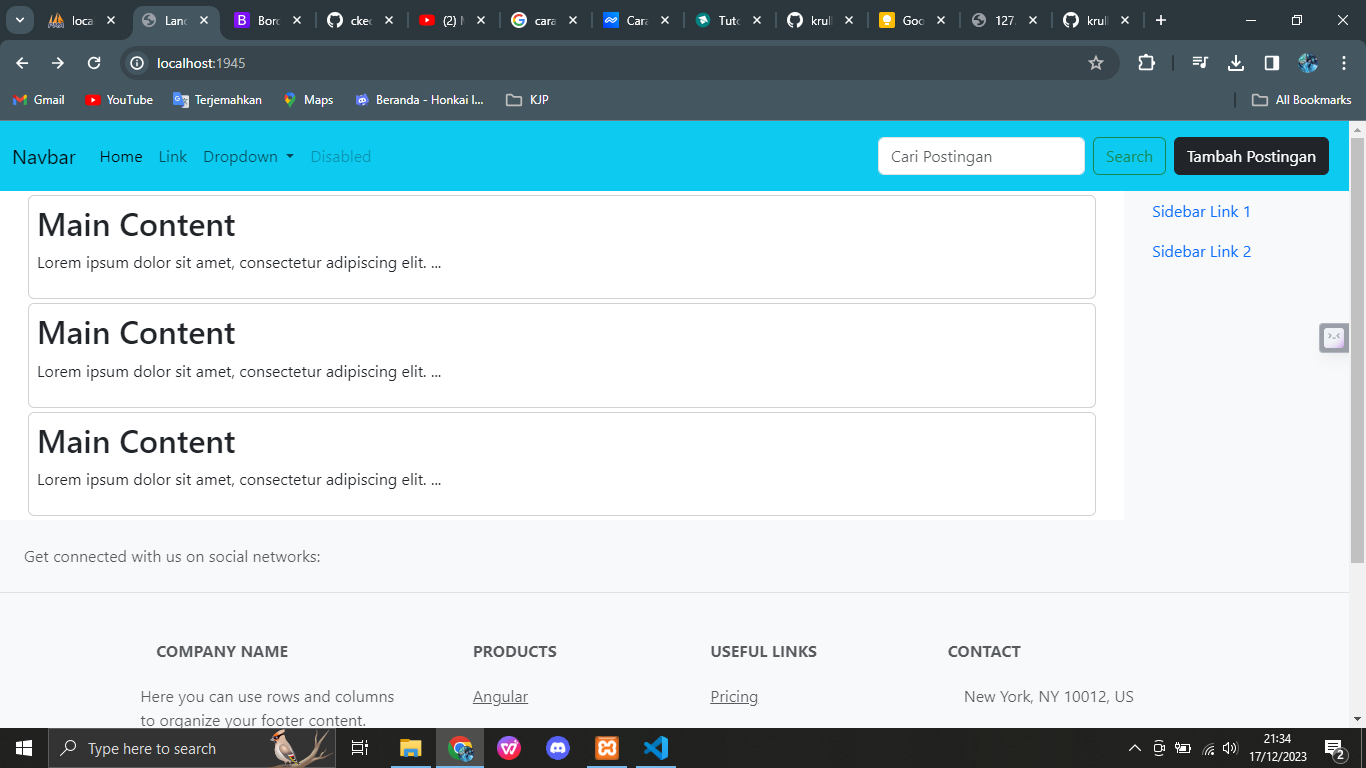 loca
Lanc
Boro
ckec
(2) M
cara
Cara
Tuto
krull
Goo
127.
krull
localhost:1945
Gmail YouTube Terjemahkan Maps Beranda - Honkai I... KJP All Bookmarks
Navbar Home Link Dropdown Disabled Cari Postingan Search Tambah Postingan
Main Content
Lorem ipsum dolor sit amet, consectetur adipiscing elit. ...
Main Content
Lorem ipsum dolor sit amet, consectetur adipiscing elit. ...
Main Content
Lorem ipsum dolor sit amet, consectetur adipiscing elit. ...
Sidebar Link 1
Sidebar Link 2
Get connected with us on social networks:
COMPANY NAME PRODUCTS USEFUL LINKS CONTACT
Here you can use rows and columns Angular Pricing New York, NY 10012, US
to organize your footer content.
Type here to search
21:34
17/12/2023
2